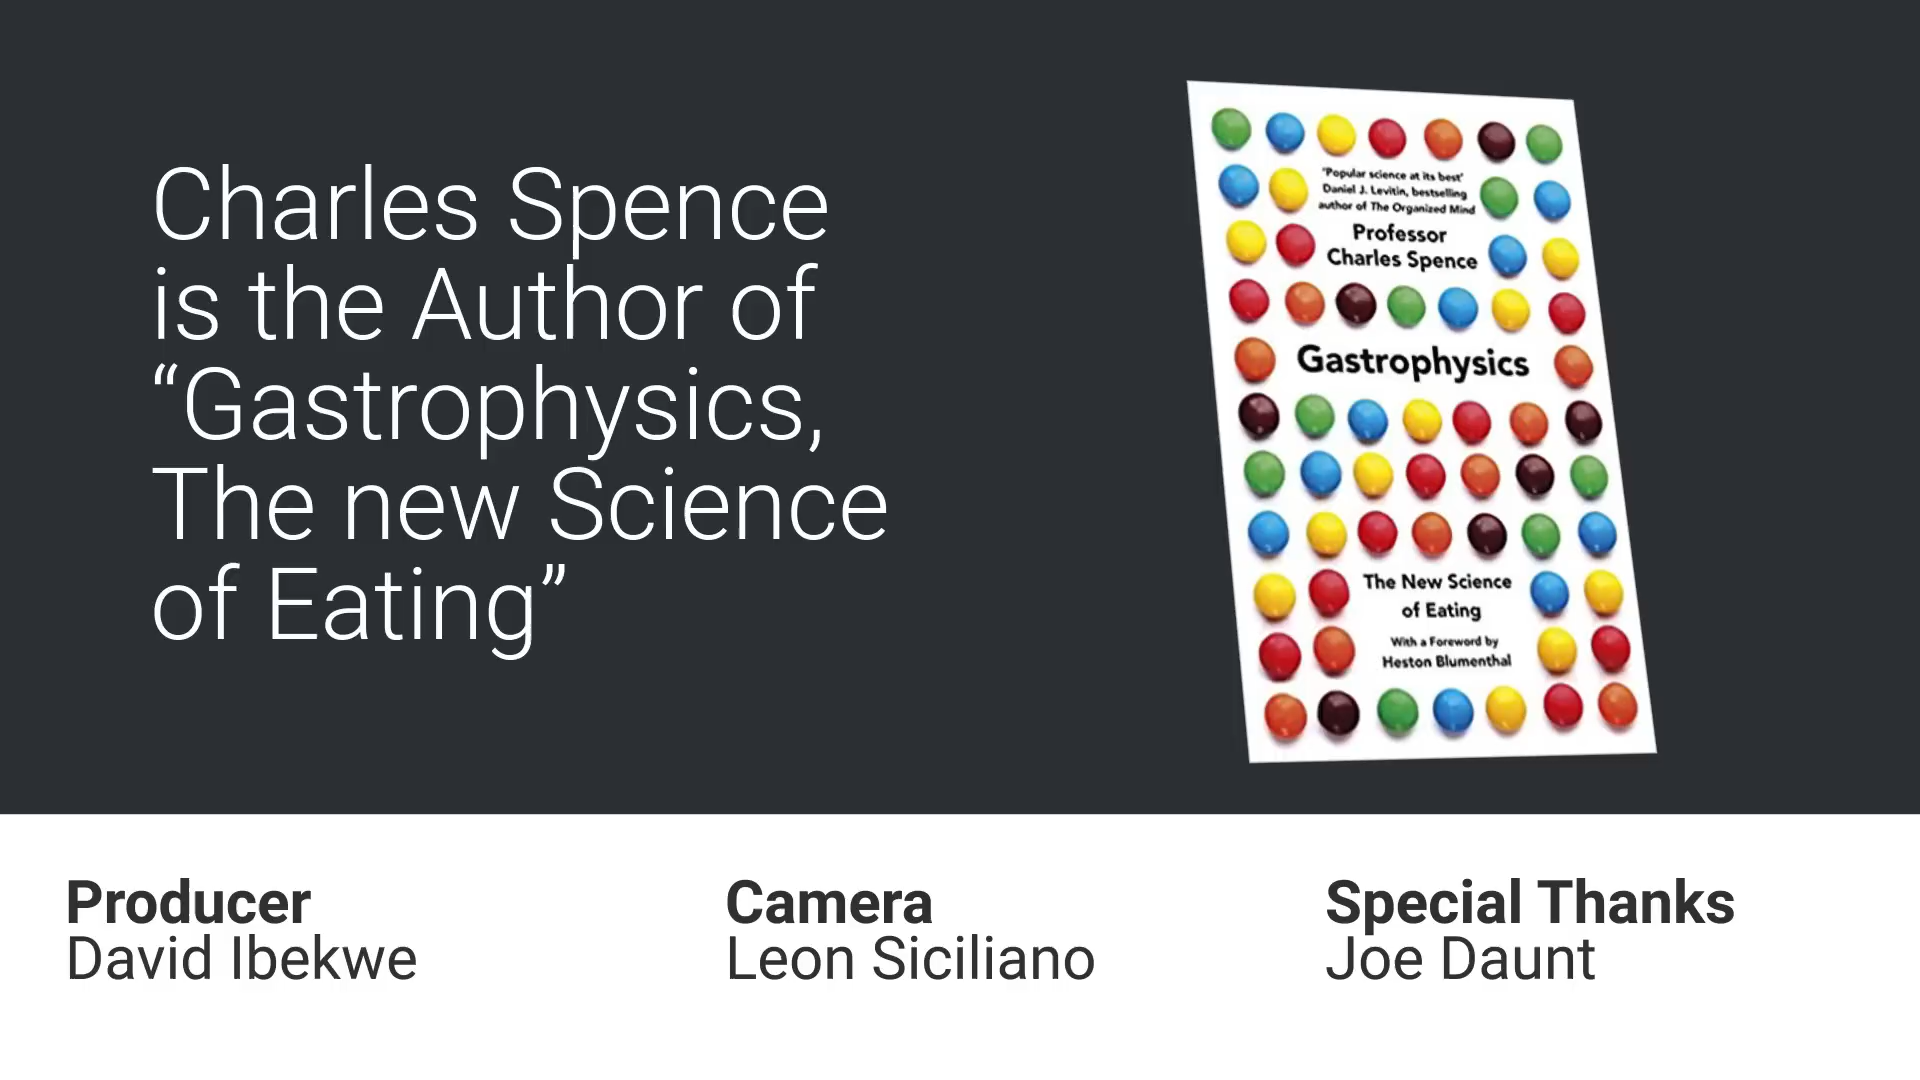 Charles Spence
is the Author of
“Gastrophysics,
The new Science
of Eating”
'Popular science at its best'
Daniel J. Levitin, bestselling
author of The Organized Mind
Professor
Charles Spence
Gastrophysics
The New Science
of Eating
With a Foreword by
Heston Blumenthal
Producer
David Ibekwe
Camera
Leon Siciliano
Special Thanks
Joe Daunt